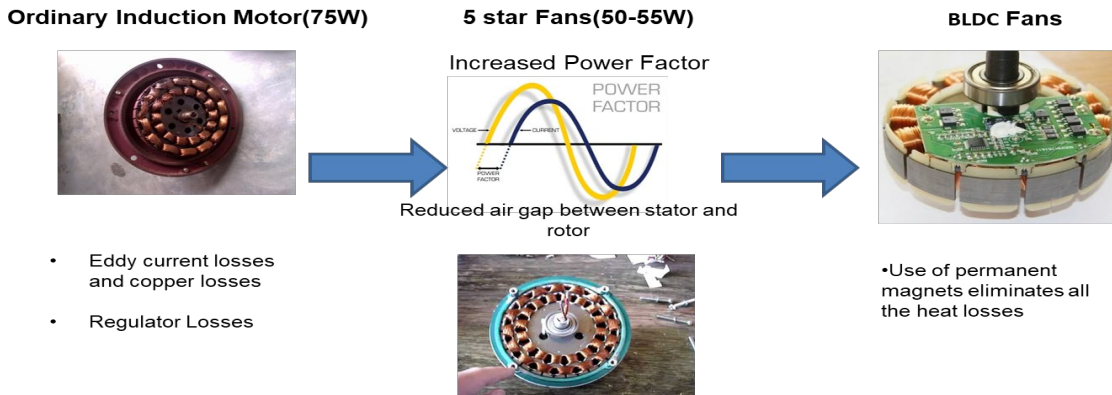 Ordinary Induction Motor(75W)
5 star Fans(50-55W)
BLDC Fans
Increased Power Factor
POWER
FACTOR
VOLTAGE
CURRENT
POWER
FACTOR
Reduced air gap between stator and
rotor
• Eddy current losses
and copper losses
• Regulator Losses
•Use of permanent
magnets eliminates all
the heat losses